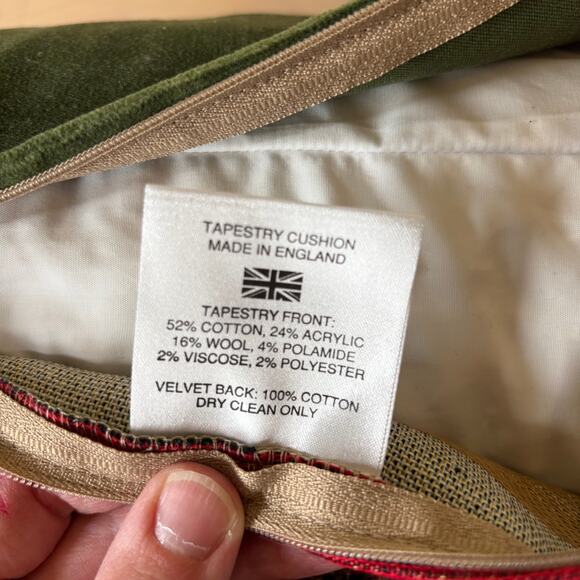 TAPESTRY CUSHION
MADE IN ENGLAND
TAPESTRY FRONT:
52% COTTON, 24% ACRYLIC
16% WOOL, 4% POLAMIDE
2% VISCOSE, 2% POLYESTER
VELVET BACK: 100% COTTON
DRY CLEAN ONLY